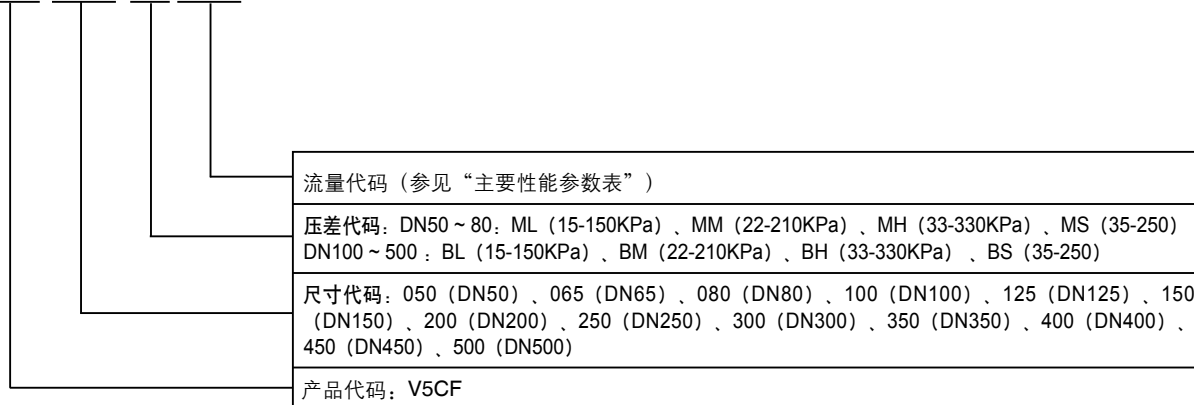 流量代码（参见“主要性能参数表”）
压差代码：DN50 ~ 80：ML（15-150KPa）、MM（22-210KPa）、MH（33-330KPa）、MS（35-250）
DN100 ~ 500 ：BL（15-150KPa）、BM（22-210KPa）、BH（33-330KPa） 、BS（35-250）
尺寸代码：050（DN50）、065（DN65）、080（DN80）、100（DN100）、125（DN125）、150
（DN150）、200（DN200）、250（DN250）、300（DN300）、350（DN350）、400（DN400）、
450（DN450）、500（DN500）
产品代码：V5CF